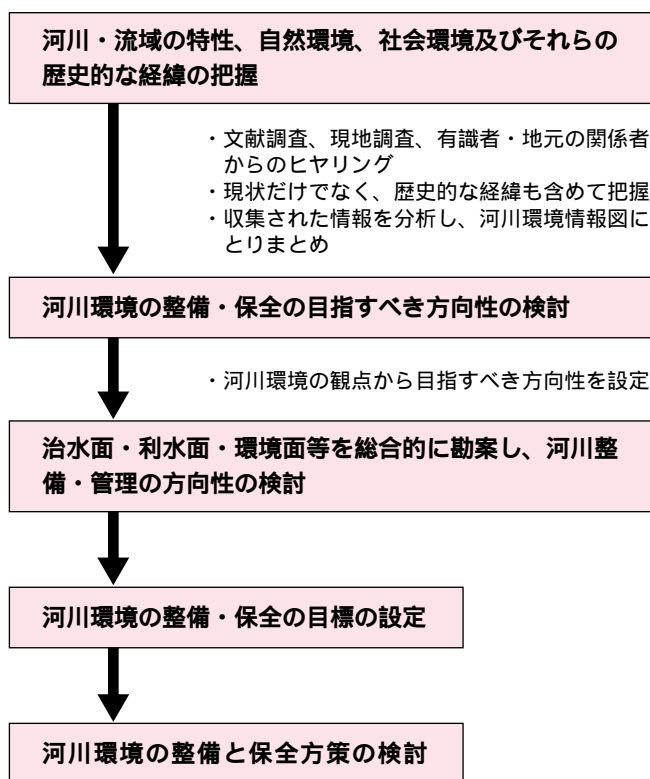 河川・流域の特性、自然環境、社会環境及びそれらの
歴史的な経緯の把握
・文献調査、現地調査、有識者・地元の関係者
からのヒヤリング
・現状だけでなく、歴史的な経緯も含めて把握
・収集された情報を分析し、河川環境情報図に
とりまとめ
河川環境の整備・保全の目指すべき方向性の検討
・河川環境の観点から目指すべき方向性を設定
治水面・利水面・環境面等を総合的に勘案し、河川整
備・管理の方向性の検討
河川環境の整備・保全の目標の設定
河川環境の整備と保全方策の検討